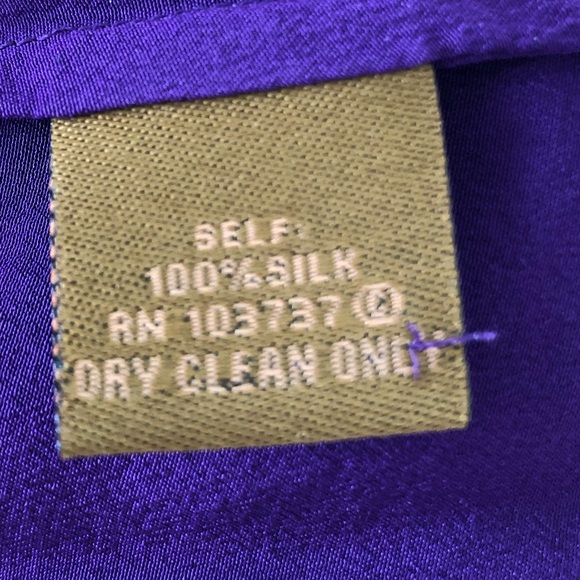 SELF:
100% SILK
RN 103737 Ⓟ
DRY CLEAN ONLY